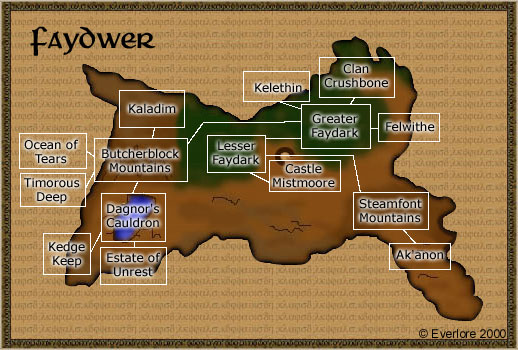 Faydwer
Clan
Crushbone
Kelethin
Kaladim
Greater
Faydark
Felwithe
Ocean of
Tears
Butcherblock
Mountains
Lesser
Faydark
Timorous
Deep
Castle
Mistmoore
Dagnor's
Cauldron
Steamfont
Mountains
Kedge
Keep
Estate of
Unrest
Ak'anon
© Everlore 2000